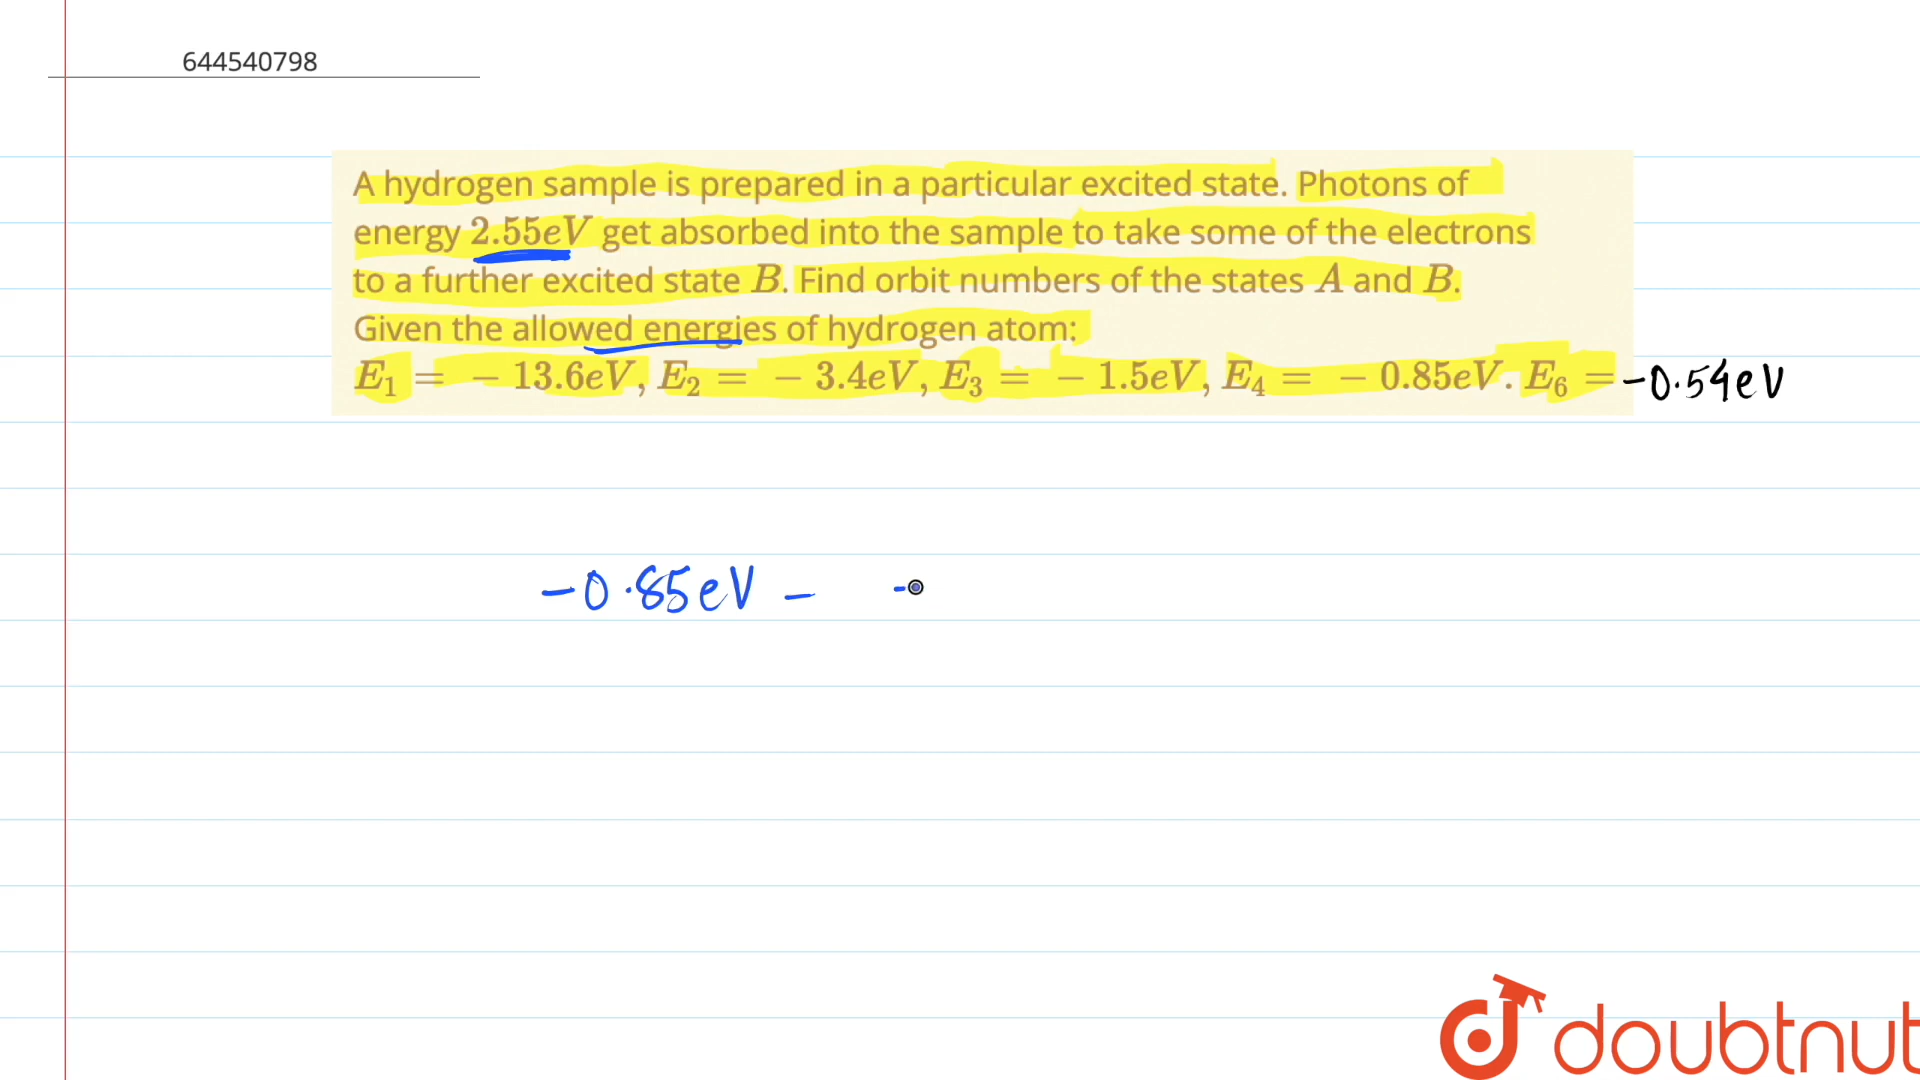 644540798
A hydrogen sample is prepared in a particular excited state. Photons of
energy 2.55eV get absorbed into the sample to take some of the electrons
to a further excited state B. Find orbit numbers of the states A and B.
Given the allowed energies of hydrogen atom:
E₁ = − 13.6eV, E₂ = − 3.4eV, E₃ = − 1.5eV, E₄ = − 0.85eV. E₆ = -0.54eV
-0.85eV - -
doubtnut